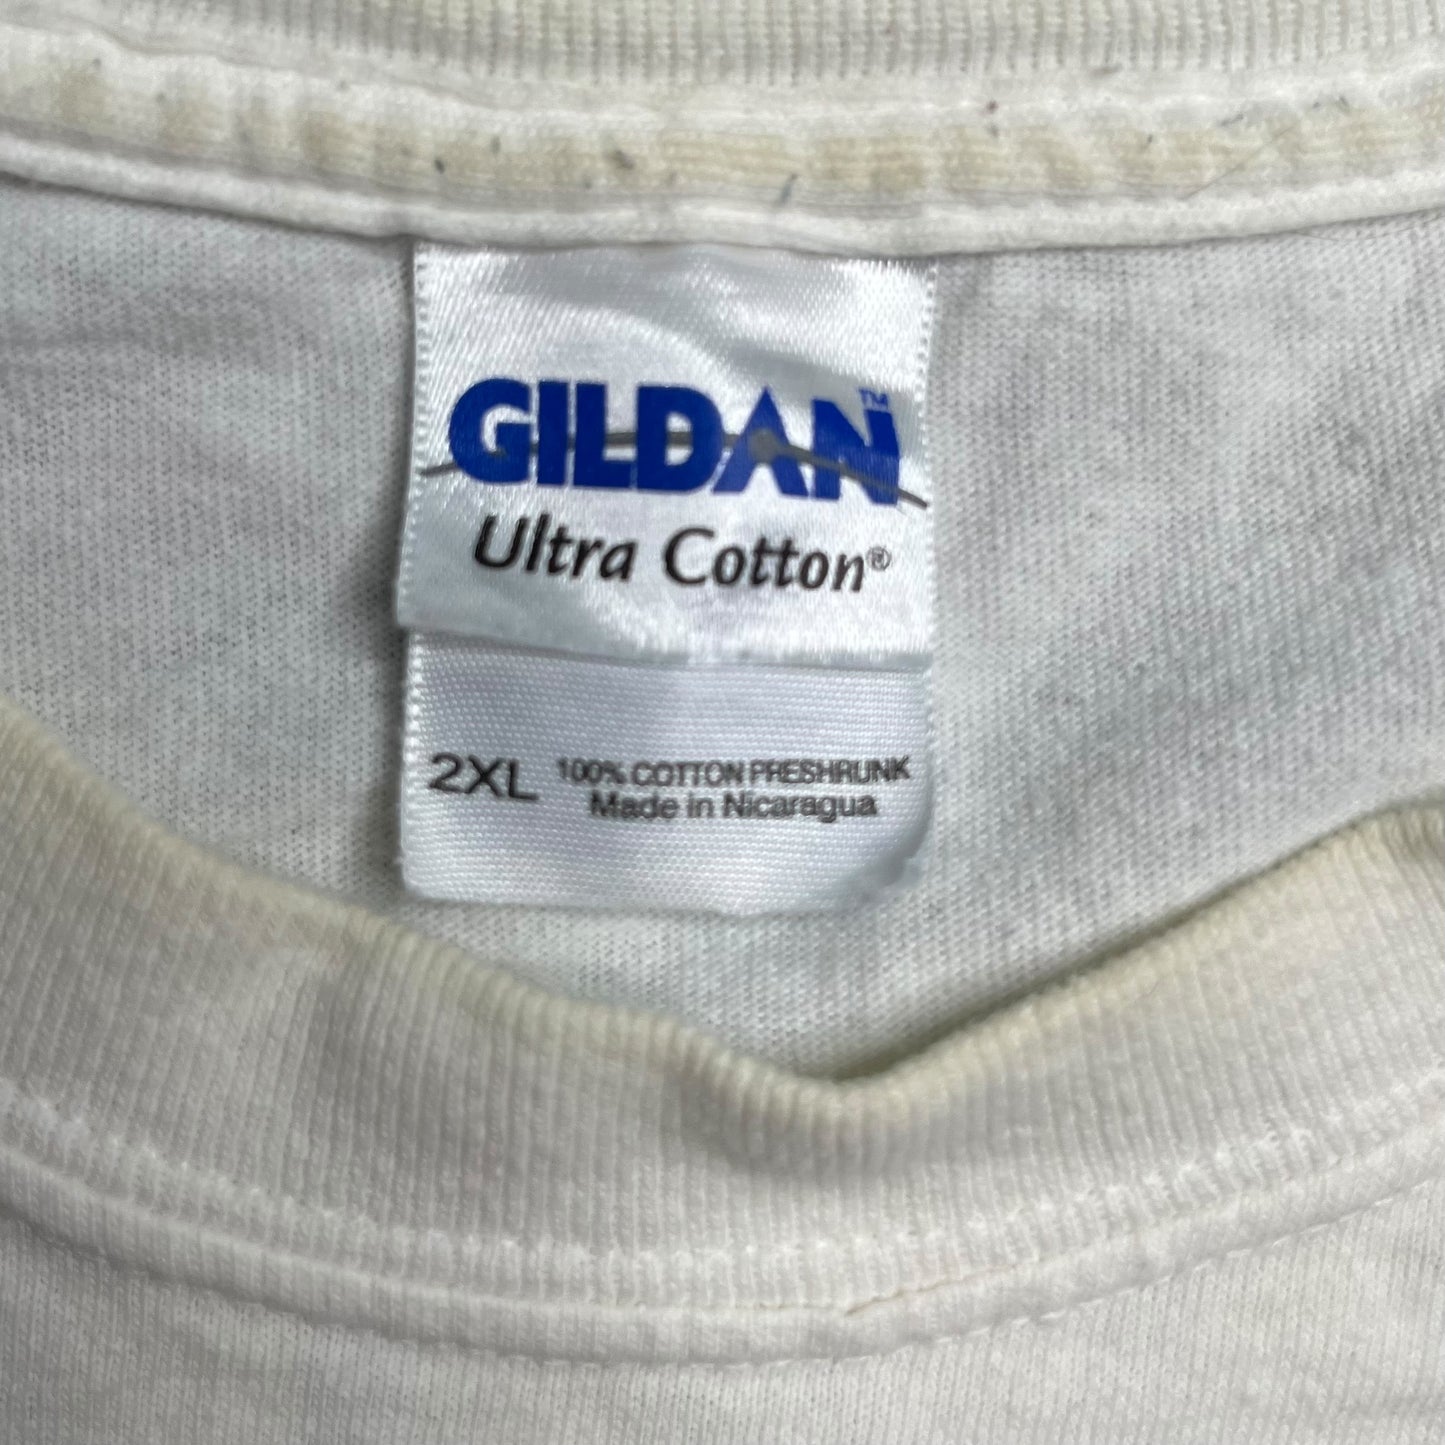 GILDAN™
Ultra Cotton®
2XL 100% COTTON PRESHRUNK
Made in Nicaragua